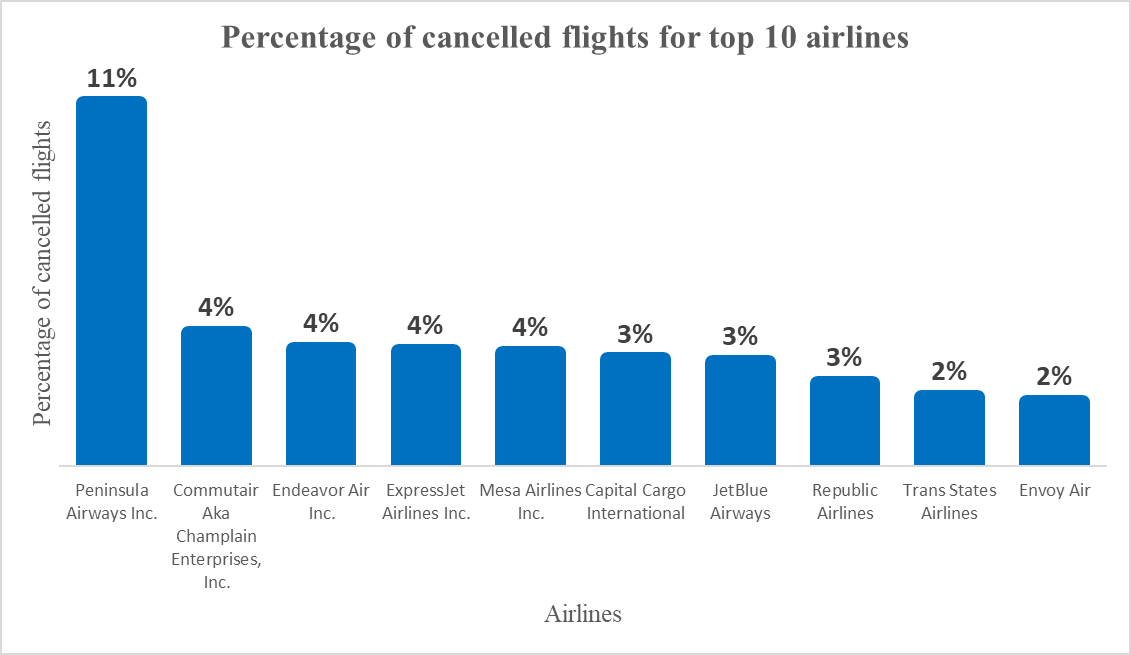 Percentage of cancelled flights for top 10 airlines
Percentage of cancelled flights
11%
4%
4%
4%
4%
3%
3%
3%
2%
2%
Peninsula
Airways Inc.
Commutair
Aka
Champlain
Enterprises,
Inc.
Endeavor Air
Inc.
ExpressJet
Airlines Inc.
Mesa Airlines
Inc.
Capital Cargo
International
JetBlue
Airways
Republic
Airlines
Trans States
Airlines
Envoy Air
Airlines